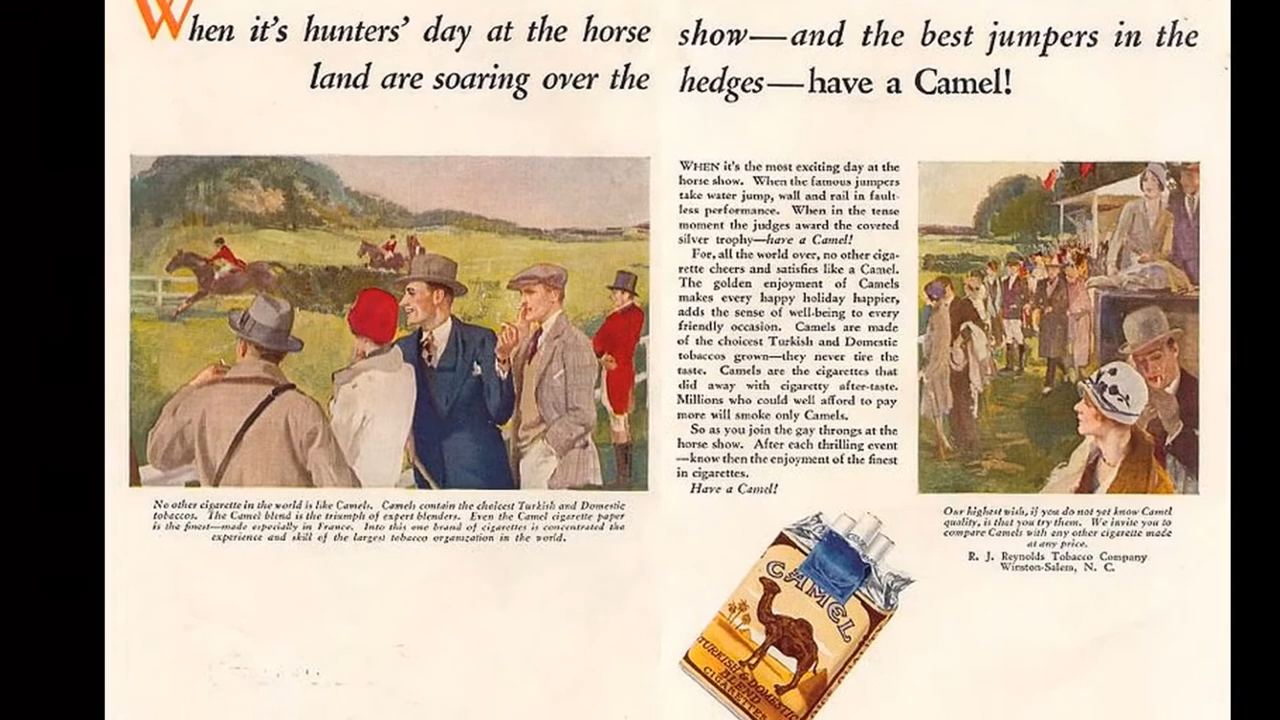 When it's hunters' day at the horse show—and the best jumpers in the
land are soaring over the hedges—have a Camel!
WHEN it's the most exciting day at the
horse show. When the famous jumpers
take water jump, wall and rail in fault-
less performance. When in the tense
moment the judges award the coveted
silver trophy—have a Camel!
For, all the world over, no other ciga-
rette cheers and satisfies like a Camel.
The golden enjoyment of Camels
makes every happy holiday happier,
adds the sense of well-being to every
friendly occasion. Camels are made
of the choicest Turkish and Domestic
tobaccos grown—they never tire the
taste. Camels are the cigarettes that
did away with cigaretty after-taste.
Millions who could well afford to pay
more will smoke only Camels.
So as you join the gay throngs at the
horse show. After each thrilling event
—know then the enjoyment of the finest
in cigarettes.
Have a Camel!
No other cigarette in the world is like Camels. Camels contain the choicest Turkish and Domestic
tobaccos. The Camel blend is the triumph of expert blenders. Even the Camel cigarette paper
is the finest—made especially in France. Into this one brand of cigarettes is concentrated the
experience and skill of the largest tobacco organization in the world.
Our highest wish, if you do not yet know Camel
quality, is that you try them. We invite you to
compare Camels with any other cigarette made
at any price.
R. J. Reynolds Tobacco Company
Winston-Salem, N. C.
CAMEL
TURKISH & DOMESTIC
BLEND
CIGARETTES